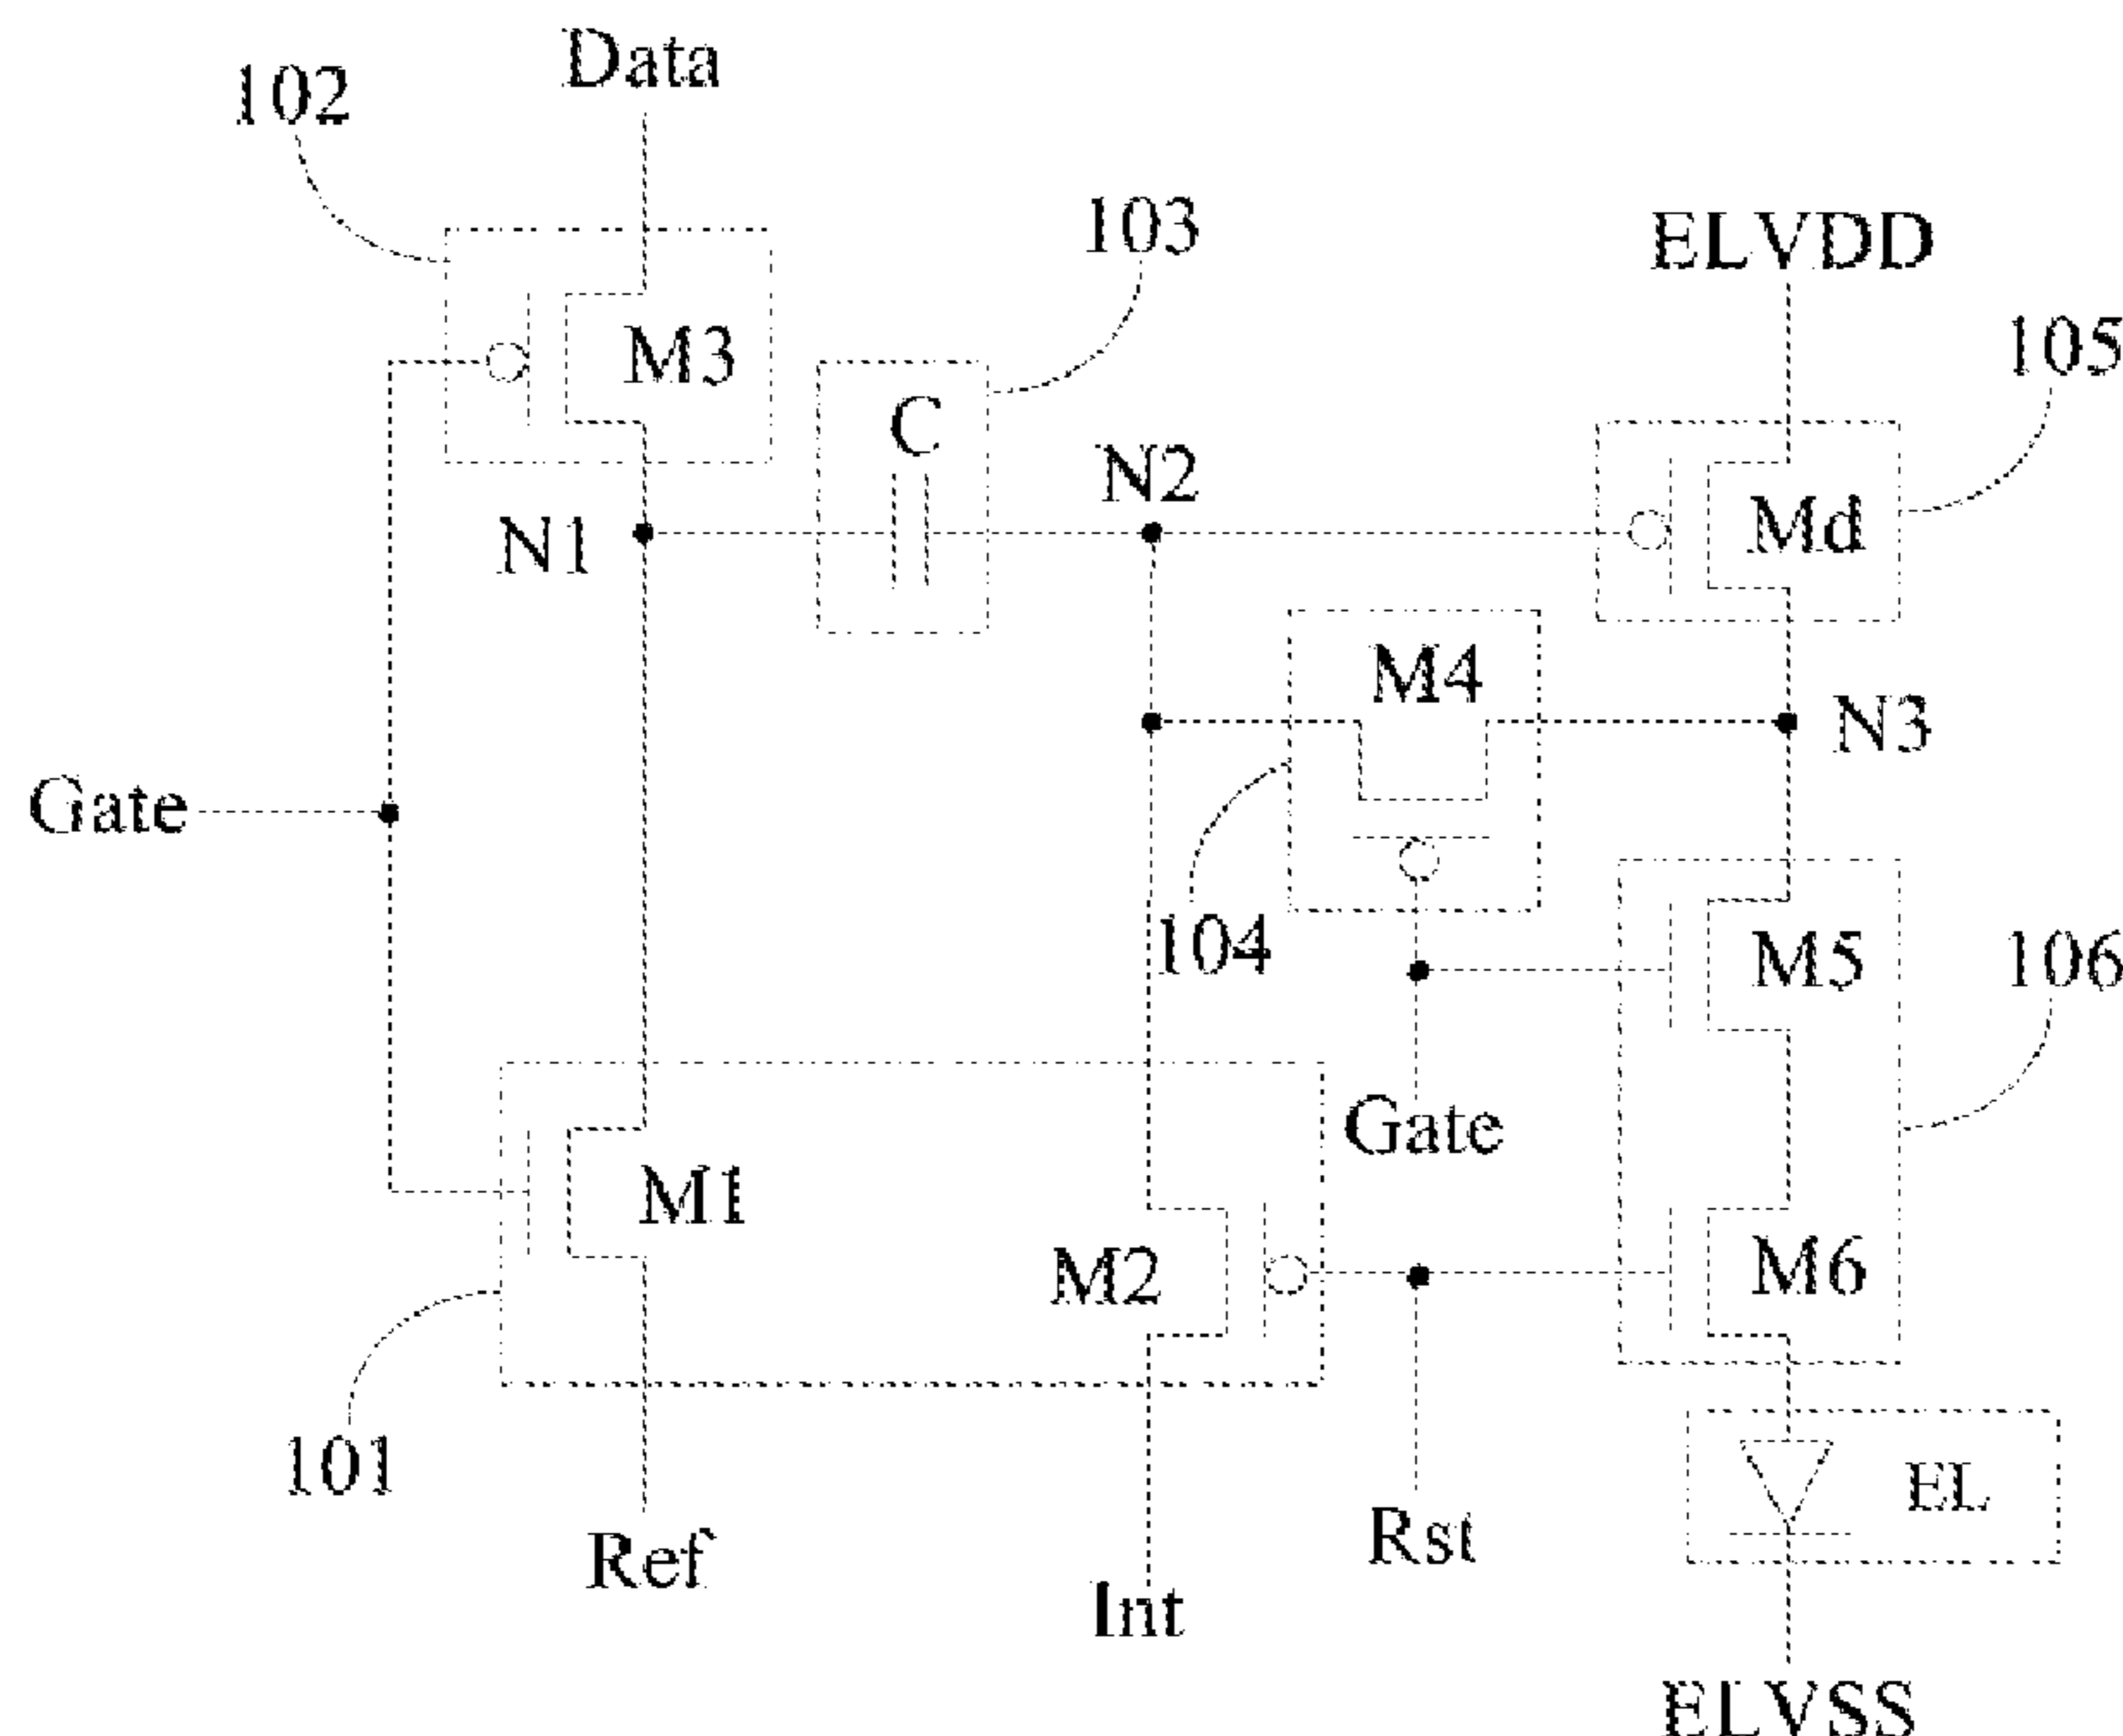 Data
102
103
ELVDD
105
M3
C
N2
N1
Md
M4
N3
Gate
104
M5
106
Gate
M1
M2
M6
101
EL
Ref
Rst
Int
ELVSS